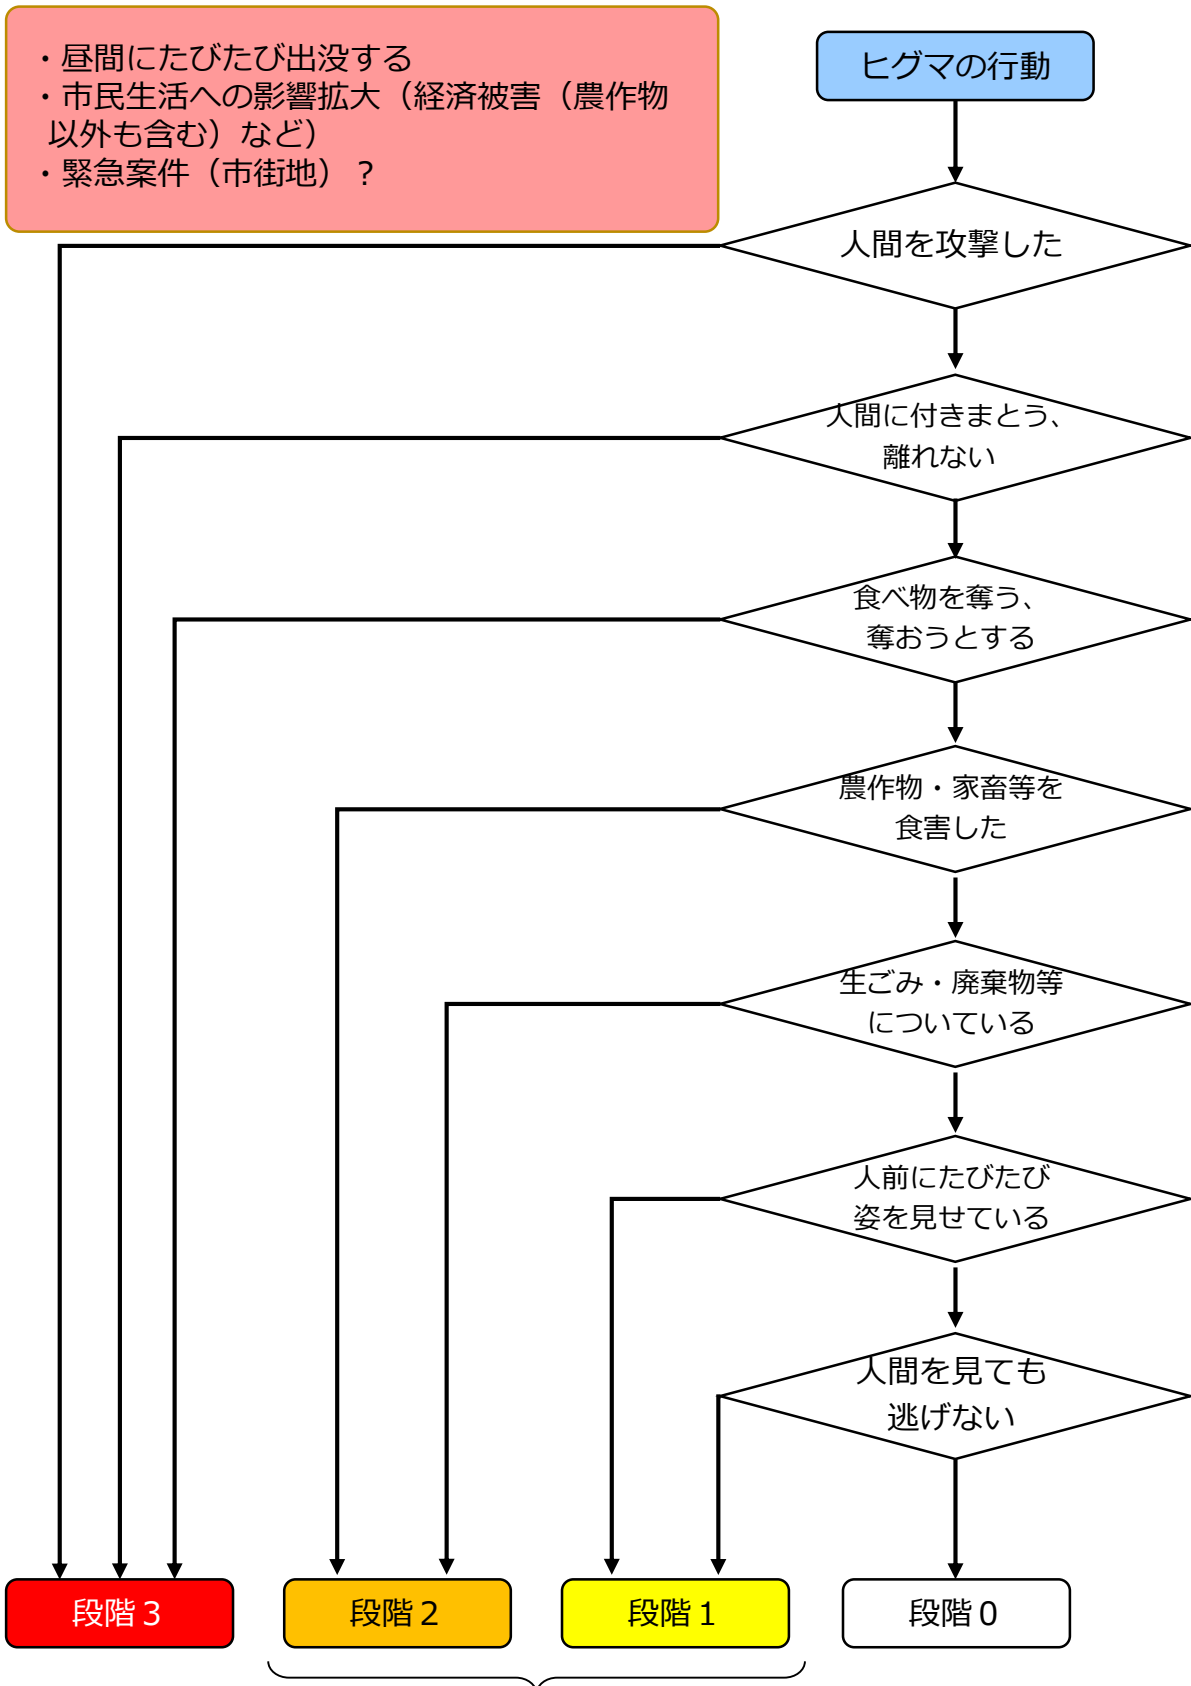 ・昼間にたびたび出没する
・市民生活への影響拡大（経済被害（農作物
以外も含む）など）
・緊急案件（市街地）？
ヒグマの行動
人間を攻撃した
人間に付きまとう、
離れない
食べ物を奪う、
奪おうとする
農作物・家畜等を
食害した
生ごみ・廃棄物等
についている
人前にたびたび
姿を見せている
人間を見ても
逃げない
段階３
段階２
段階１
段階０